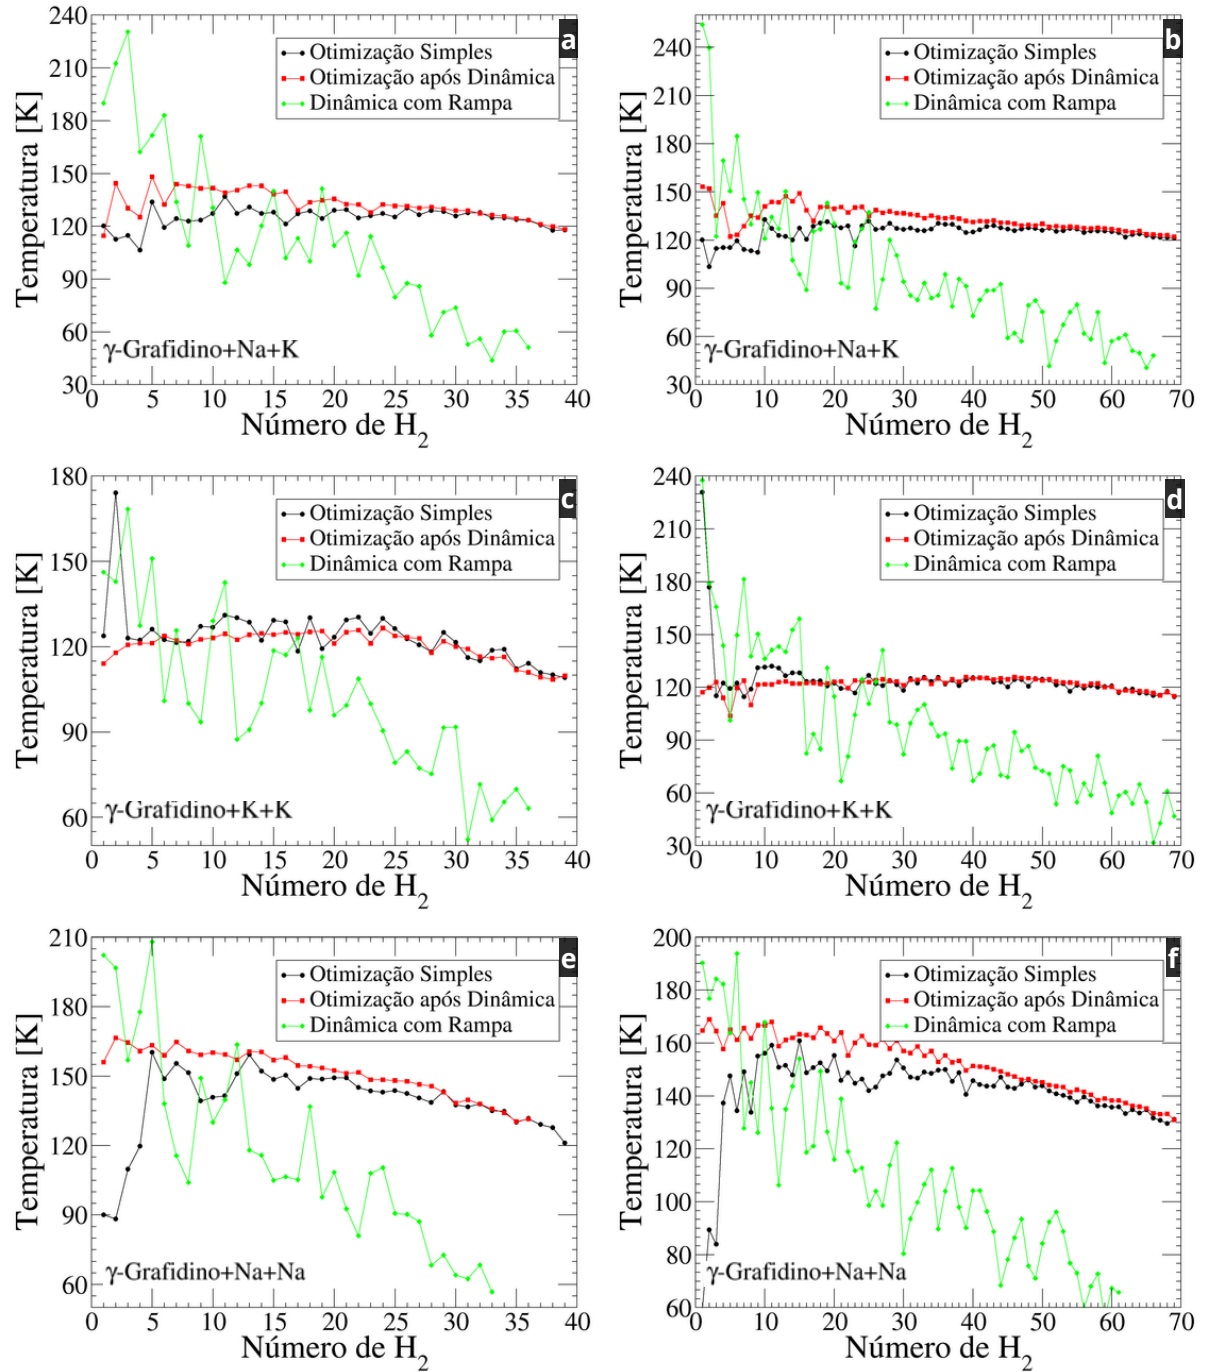 a
240
210
180
150
120
90
60
30
Temperatura [K]
Otimização Simples
Otimização após Dinâmica
Dinâmica com Rampa
γ-Grafidino+Na+K
0 5 10 15 20 25 30 35 40
Número de H2
b
240
210
180
150
120
90
60
30
Temperatura [K]
Otimização Simples
Otimização após Dinâmica
Dinâmica com Rampa
γ-Grafidino+Na+K
0 10 20 30 40 50 60 70
Número de H2
c
180
150
120
90
60
Temperatura [K]
Otimização Simples
Otimização após Dinâmica
Dinâmica com Rampa
γ-Grafidino+K+K
0 5 10 15 20 25 30 35 40
Número de H2
d
240
210
180
150
120
90
60
30
Temperatura [K]
Otimização Simples
Otimização após Dinâmica
Dinâmica com Rampa
γ-Grafidino+K+K
0 10 20 30 40 50 60 70
Número de H2
e
210
180
150
120
90
60
Temperatura [K]
Otimização Simples
Otimização após Dinâmica
Dinâmica com Rampa
γ-Grafidino+Na+Na
0 5 10 15 20 25 30 35 40
Número de H2
f
200
180
160
140
120
100
80
60
Temperatura [K]
Otimização Simples
Otimização após Dinâmica
Dinâmica com Rampa
γ-Grafidino+Na+Na
0 10 20 30 40 50 60 70
Número de H2